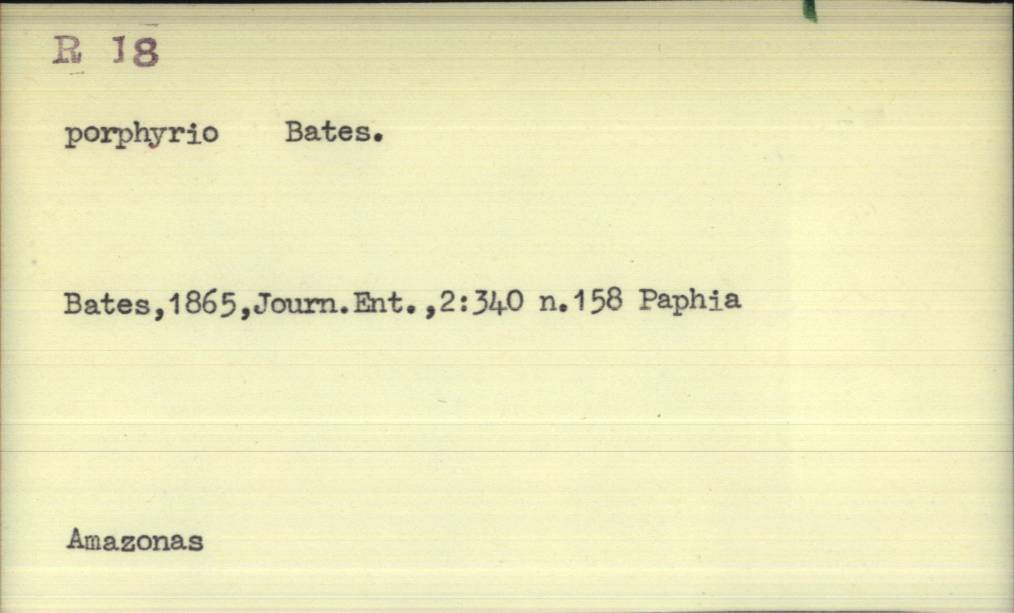 R 18
porphyrio Bates.
Bates,1865,Journ.Ent.,2:340 n.158 Paphia
Amazonas